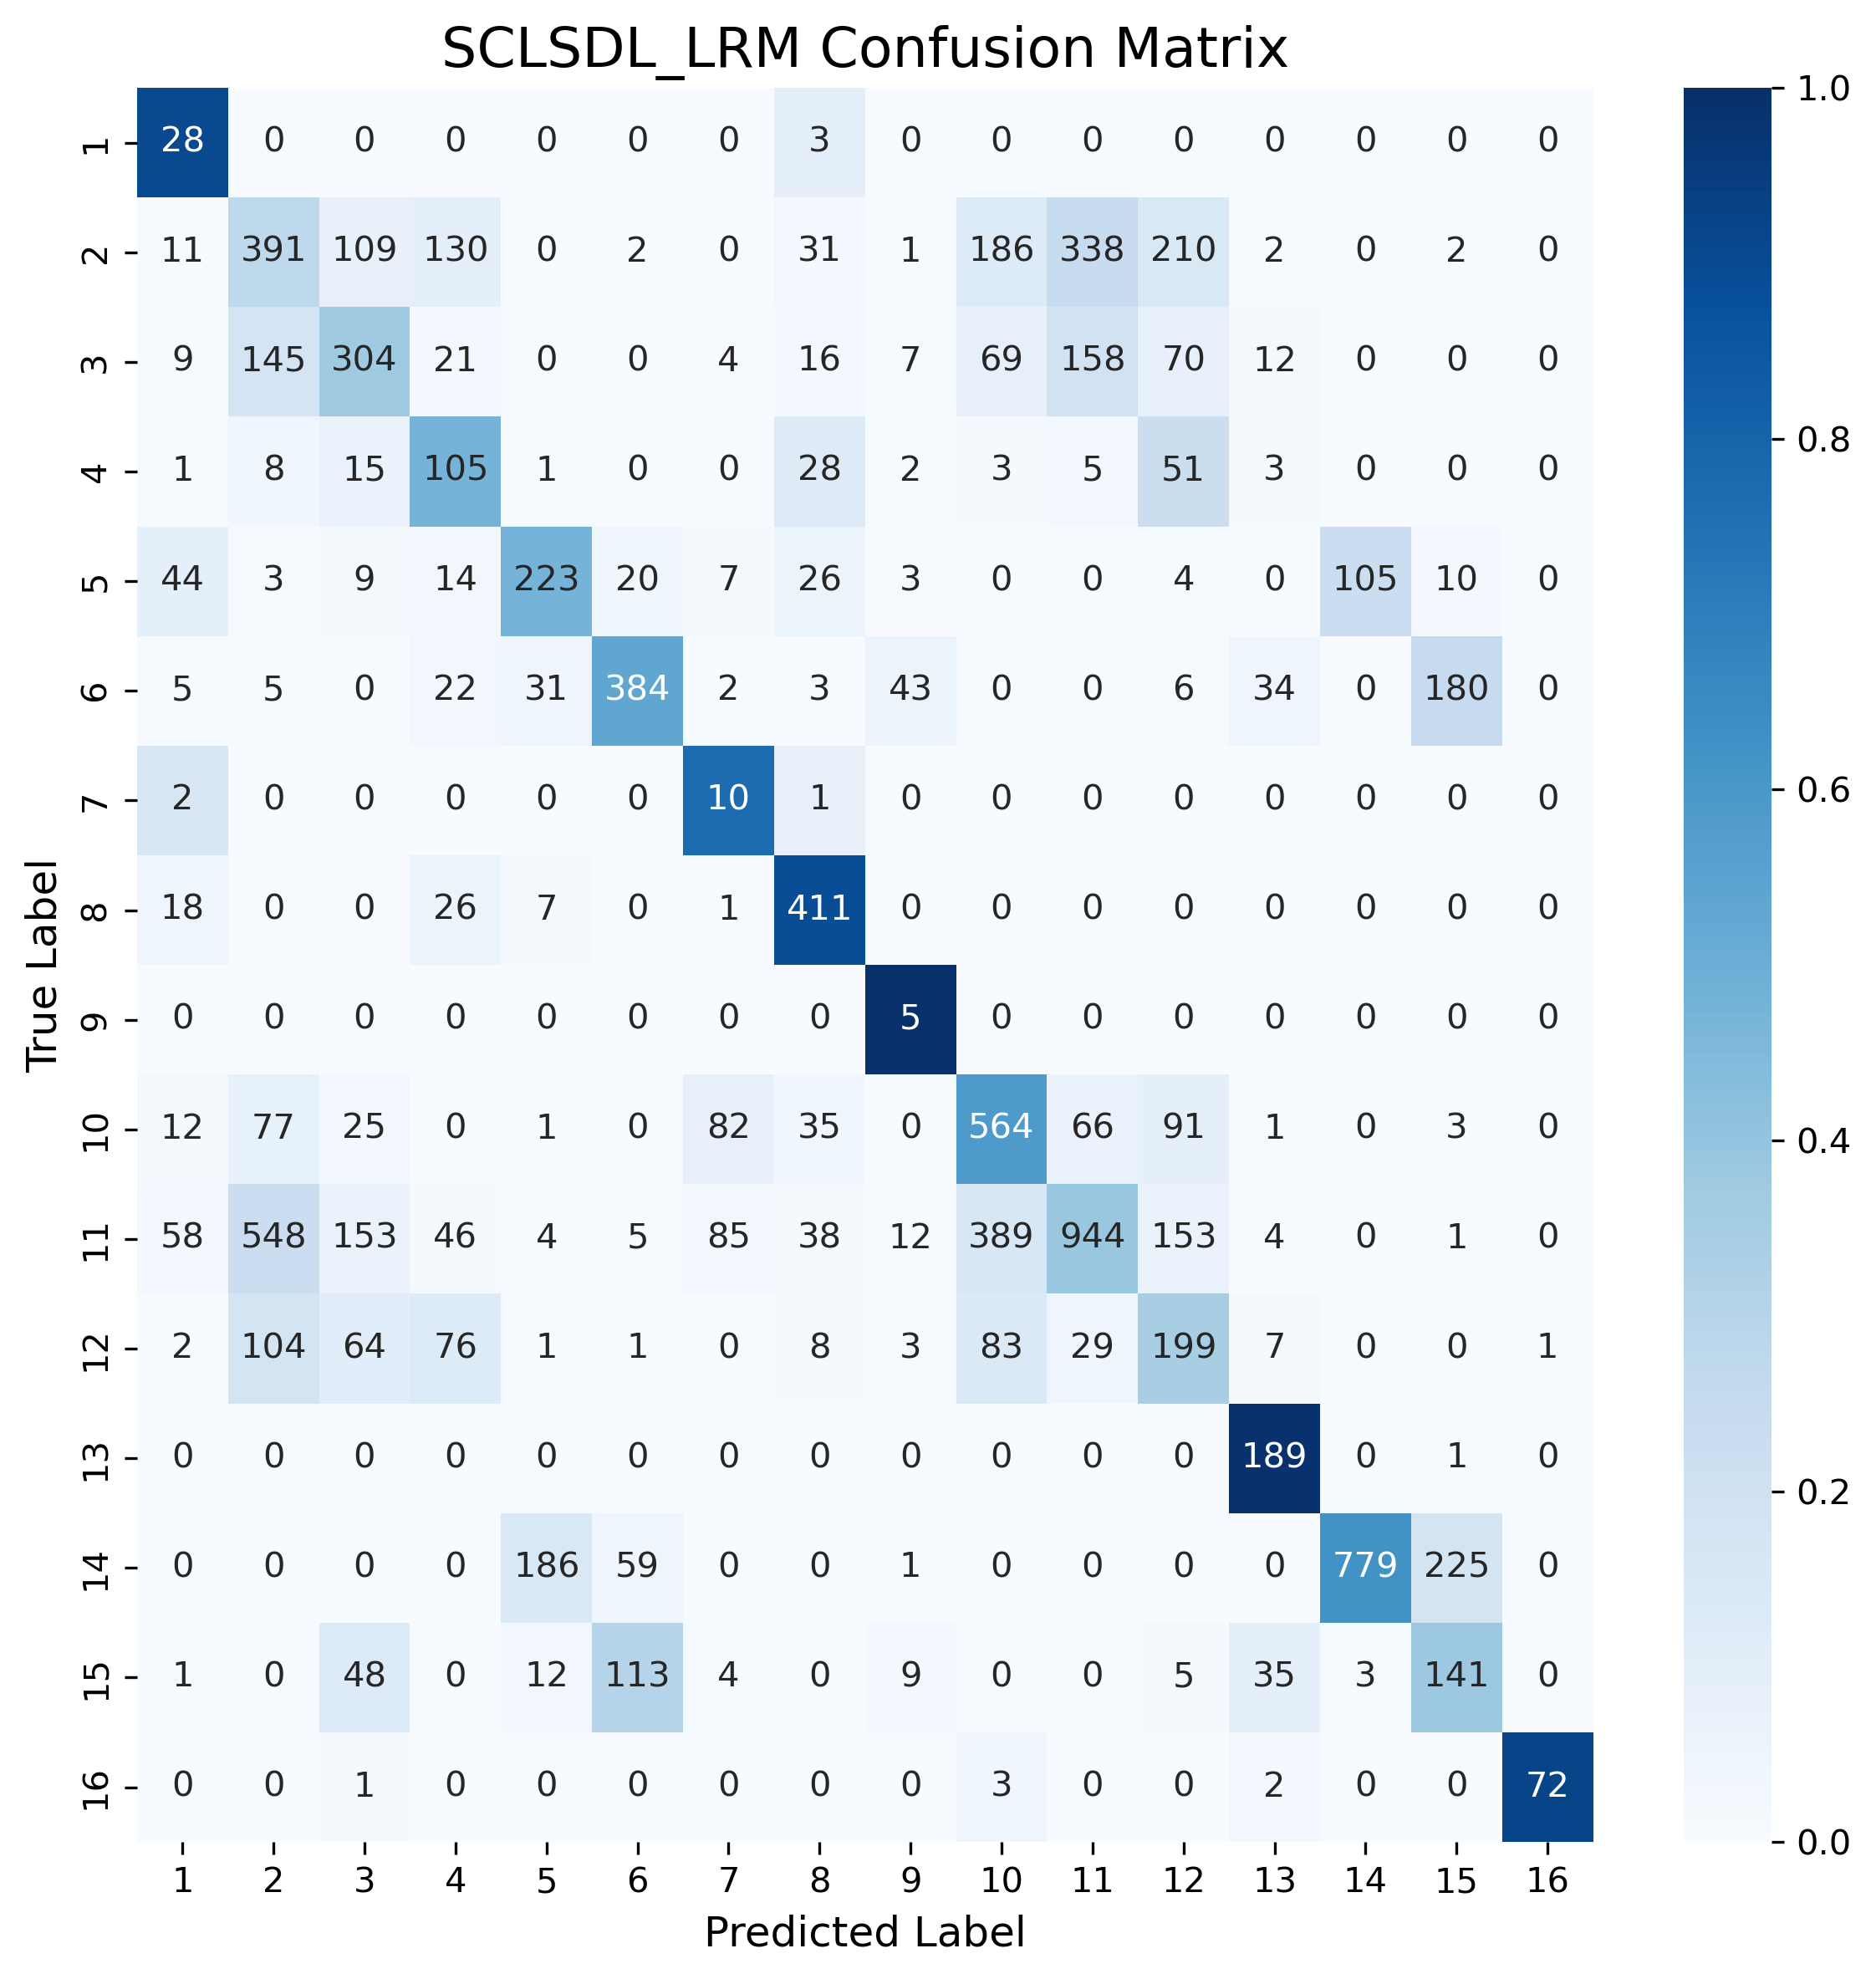 SCLSDL_LRM Confusion Matrix
1 28 0 0 0 0 0 0 3 0 0 0 0 0 0 0 0
2 11 391 109 130 0 2 0 31 1 186 338 210 2 0 2 0
3 9 145 304 21 0 0 4 16 7 69 158 70 12 0 0 0
4 1 8 15 105 1 0 0 28 2 3 5 51 3 0 0 0
5 44 3 9 14 223 20 7 26 3 0 0 4 0 105 10 0
6 5 5 0 22 31 384 2 3 43 0 0 6 34 0 180 0
7 2 0 0 0 0 0 10 1 0 0 0 0 0 0 0 0
8 18 0 0 26 7 0 1 411 0 0 0 0 0 0 0 0
9 0 0 0 0 0 0 0 0 5 0 0 0 0 0 0 0
10 12 77 25 0 1 0 82 35 0 564 66 91 1 0 3 0
11 58 548 153 46 4 5 85 38 12 389 944 153 4 0 1 0
12 2 104 64 76 1 1 0 8 3 83 29 199 7 0 0 1
13 0 0 0 0 0 0 0 0 0 0 0 0 189 0 1 0
14 0 0 0 0 186 59 0 0 1 0 0 0 0 779 225 0
15 1 0 48 0 12 113 4 0 9 0 0 5 35 3 141 0
16 0 0 1 0 0 0 0 0 0 3 0 0 2 0 0 72
1 2 3 4 5 6 7 8 9 10 11 12 13 14 15 16
Predicted Label
True Label
1.0
0.8
0.6
0.4
0.2
0.0